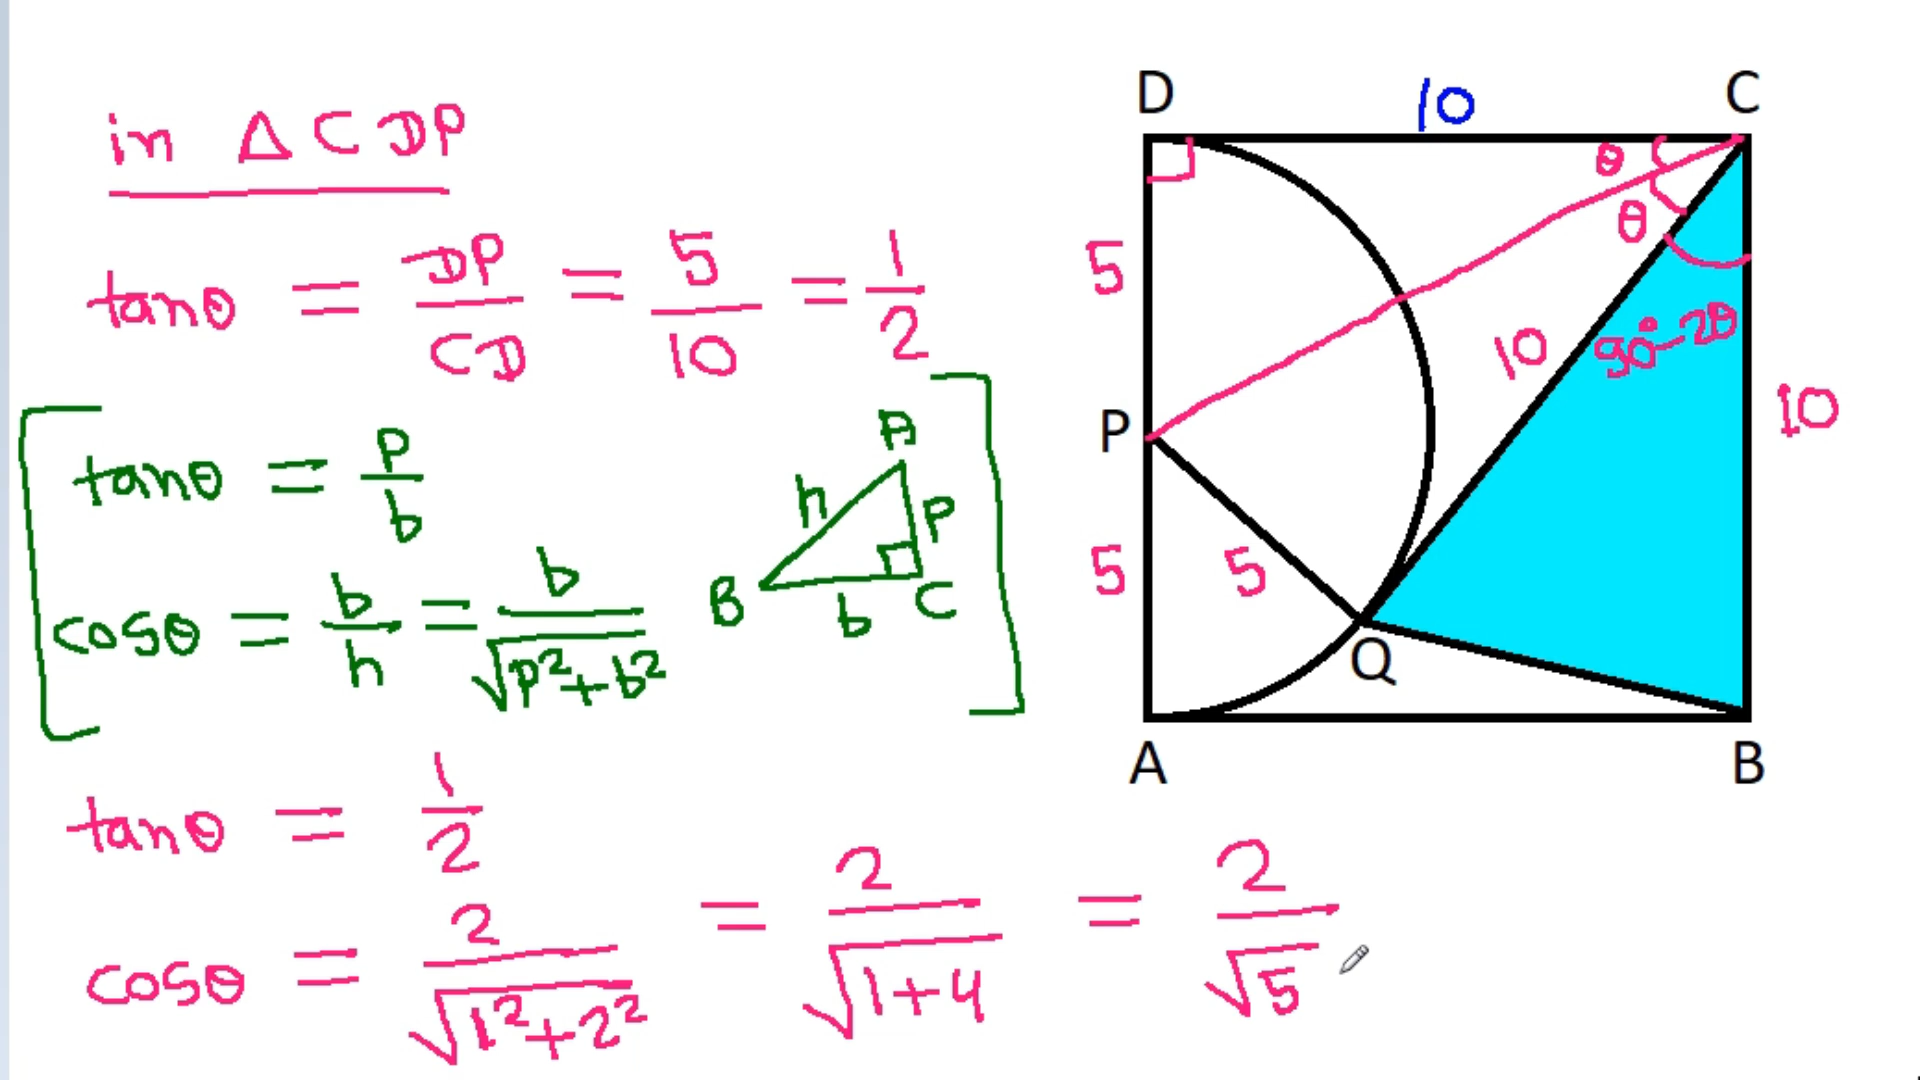 in Δ CDP
tanθ = DP/CD = 5/10 = 1/2
tanθ = P/b
cosθ = b/h = b/√(p²+b²)
A
h
P
B
b
C
tanθ = 1/2
cosθ = 2/√(1²+2²) = 2/√(1+4) = 2/√5
D
10
C
θ
θ
5
10
90°-2θ
10
P
5
5
Q
A
B